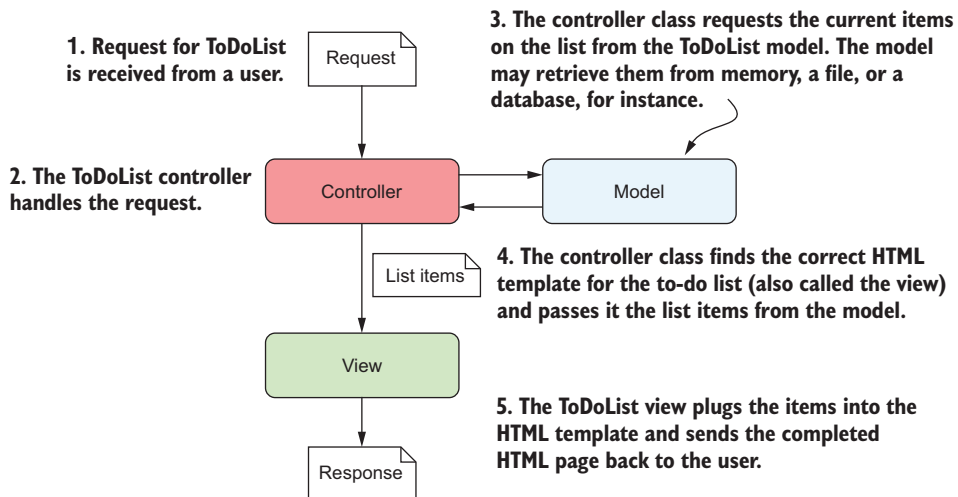 1. Request for ToDoList
is received from a user.
Request
3. The controller class requests the current items
on the list from the ToDoList model. The model
may retrieve them from memory, a file, or a
database, for instance.
2. The ToDoList controller
handles the request.
Controller
Model
List items
4. The controller class finds the correct HTML
template for the to-do list (also called the view)
and passes it the list items from the model.
View
5. The ToDoList view plugs the items into the
HTML template and sends the completed
HTML page back to the user.
Response